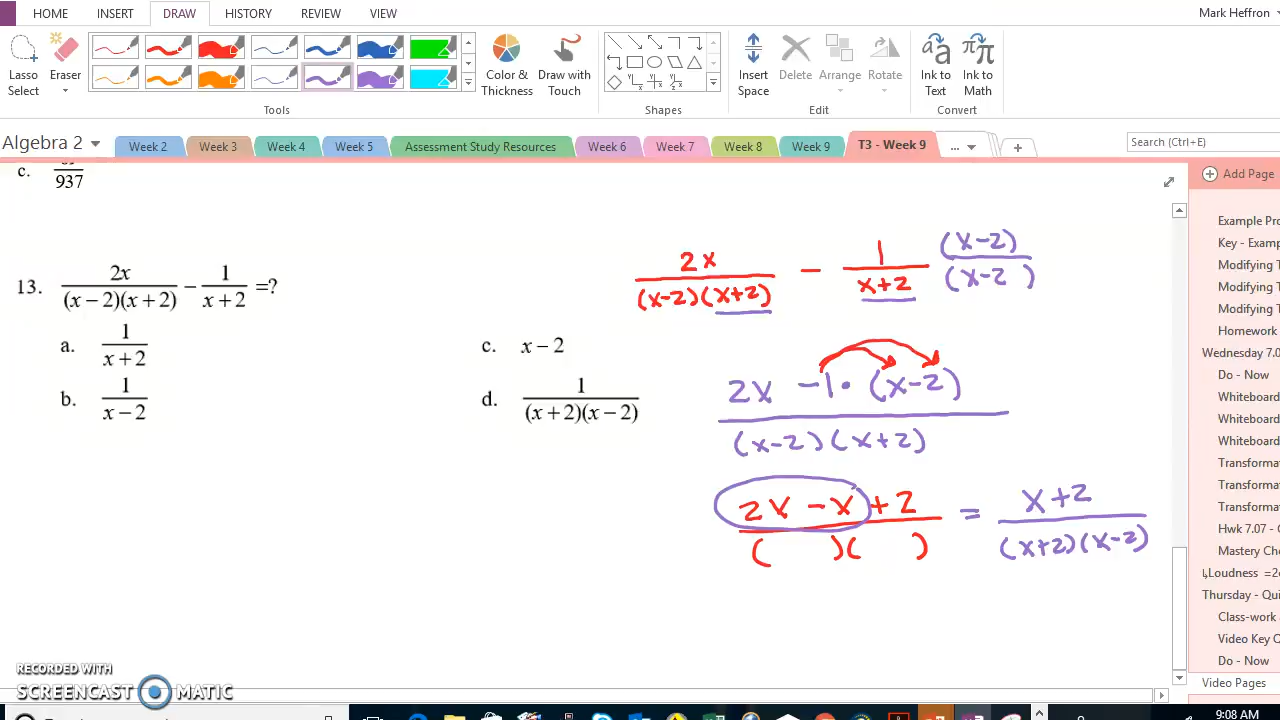 HOME INSERT DRAW HISTORY REVIEW VIEW Mark Heffron
Lasso Select Eraser Color & Thickness Draw with Touch Insert Space Delete Arrange Rotate Ink to Text Ink to Math
Tools Shapes Edit Convert
Algebra 2 Week 2 Week 3 Week 4 Week 5 Assessment Study Resources Week 6 Week 7 Week 8 Week 9 T3 - Week 9 ... Search (Ctrl+E)
c. /937
Add Page
13. 2x/((x − 2)(x + 2)) − 1/(x + 2) =?
a. 1/(x + 2)
b. 1/(x − 2)
c. x − 2
d. 1/((x + 2)(x − 2))
2x/((x-2)(x+2)) − 1/(x+2) (x-2)/(x-2)
(2x −1·(x-2))/((x-2)(x+2))
(2x − x + 2)/(( )( )) = (x+2)/((x+2)(x-2))
Example Pro
Key - Examp
Modifying T
Whiteboard
Modifying T
Modifying T
Homework
Wednesday 7.0
Do - Now
Whiteboard
Whiteboard
Whiteboard
Transformat
Transformat
Transformat
Hwk 7.07 - C
Mastery Che
Loudness =2
Thursday - Qui
Class-work
Video Key Q
Do - Now
Video Pages
RECORDED WITH
SCREENCAST MATIC
9:08 AM